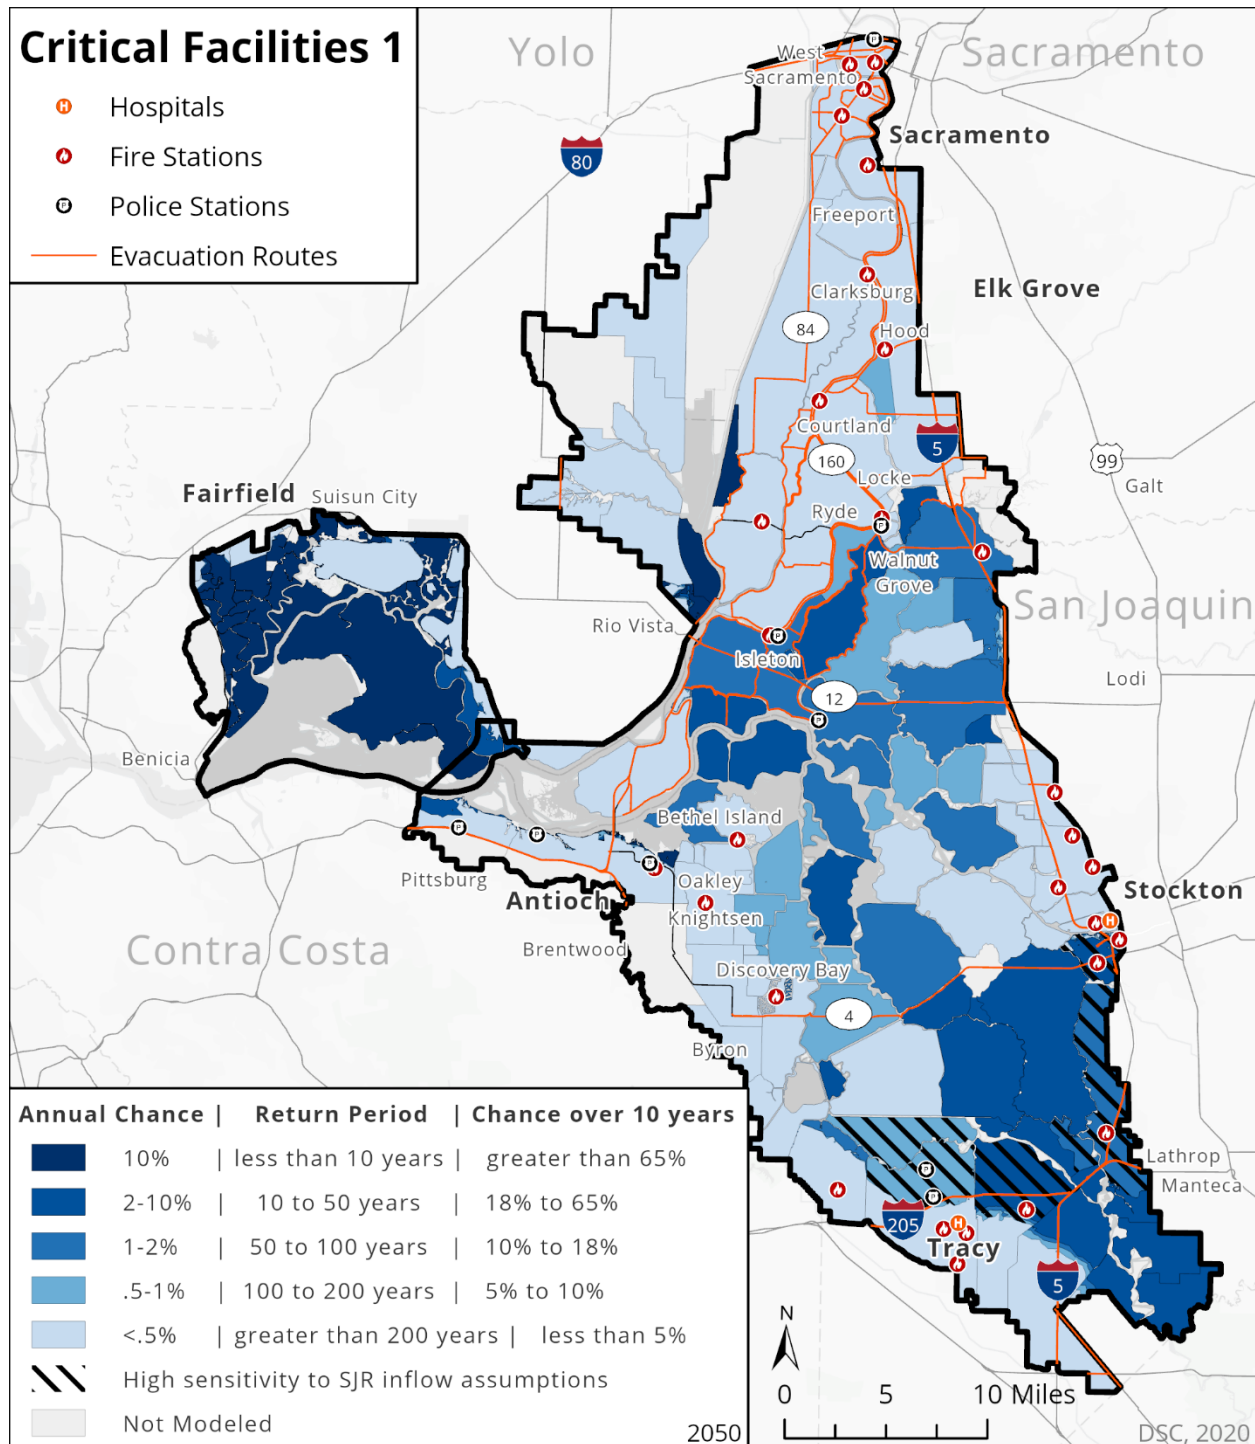 Critical Facilities 1
H Hospitals
Fire Stations
P Police Stations
Evacuation Routes
Yolo
Sacramento
West
Sacramento
P
80
Sacramento
Freeport
Elk Grove
Clarksburg
84
Hood
Courtland
5
160
99
Locke
Galt
Fairfield
Suisun City
Ryde
P
Walnut
Grove
San Joaquin
Rio Vista
P
Isleton
Lodi
12
P
Benicia
Bethel Island
P
P
P
Pittsburg
Oakley
Antioch
Stockton
Knightsen
H
Brentwood
Contra Costa
Discovery Bay
4
Byron
Lathrop
Manteca
P
P
205
H
Tracy
5
Annual Chance | Return Period | Chance over 10 years
10% | less than 10 years | greater than 65%
2-10% | 10 to 50 years | 18% to 65%
1-2% | 50 to 100 years | 10% to 18%
.5-1% | 100 to 200 years | 5% to 10%
<.5% | greater than 200 years | less than 5%
High sensitivity to SJR inflow assumptions
Not Modeled
N
0 5 10 Miles
2050
DSC, 2020